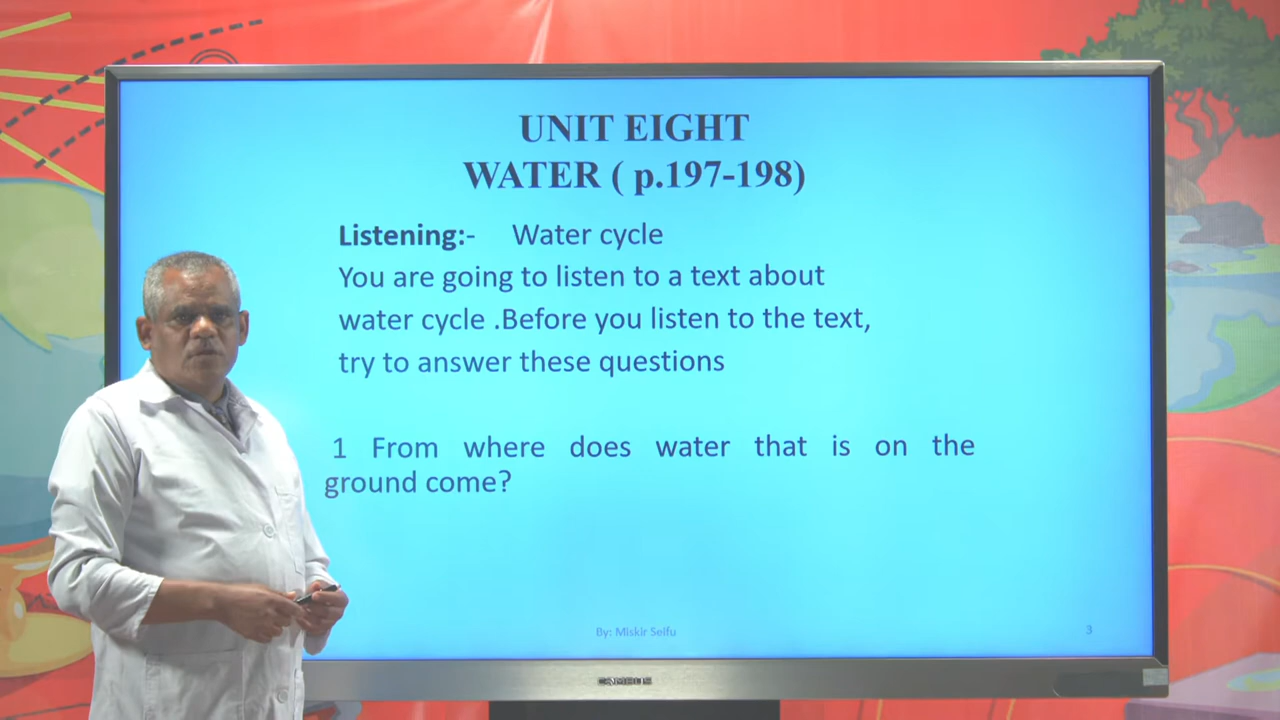 UNIT EIGHT
WATER ( p.197-198)
Listening:- Water cycle
You are going to listen to a text about
water cycle .Before you listen to the text,
try to answer these questions
1 From where does water that is on the
ground come?
By: Miskir Seifu
3